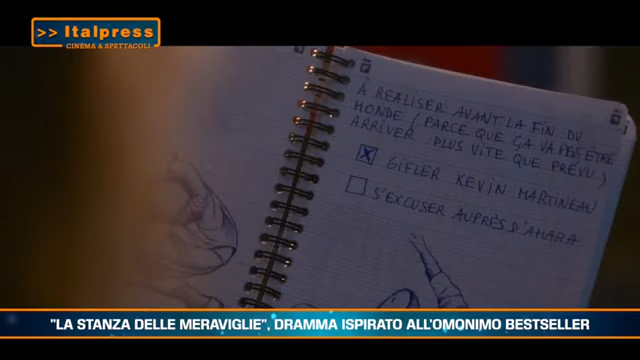 >> Italpress
CINEMA & SPETTACOLI
À RÉALISER AVANT LA FIN DU
MONDE (PARCE QUE ÇA VA PEUT ÊTRE
ARRIVER PLUS VITE QUE PRÉVU)
GIFLER KEVIN MARTINEAU
S'EXCUSER AUPRÈS D'AMARA
"LA STANZA DELLE MERAVIGLIE", DRAMMA ISPIRATO ALL'OMONIMO BESTSELLER